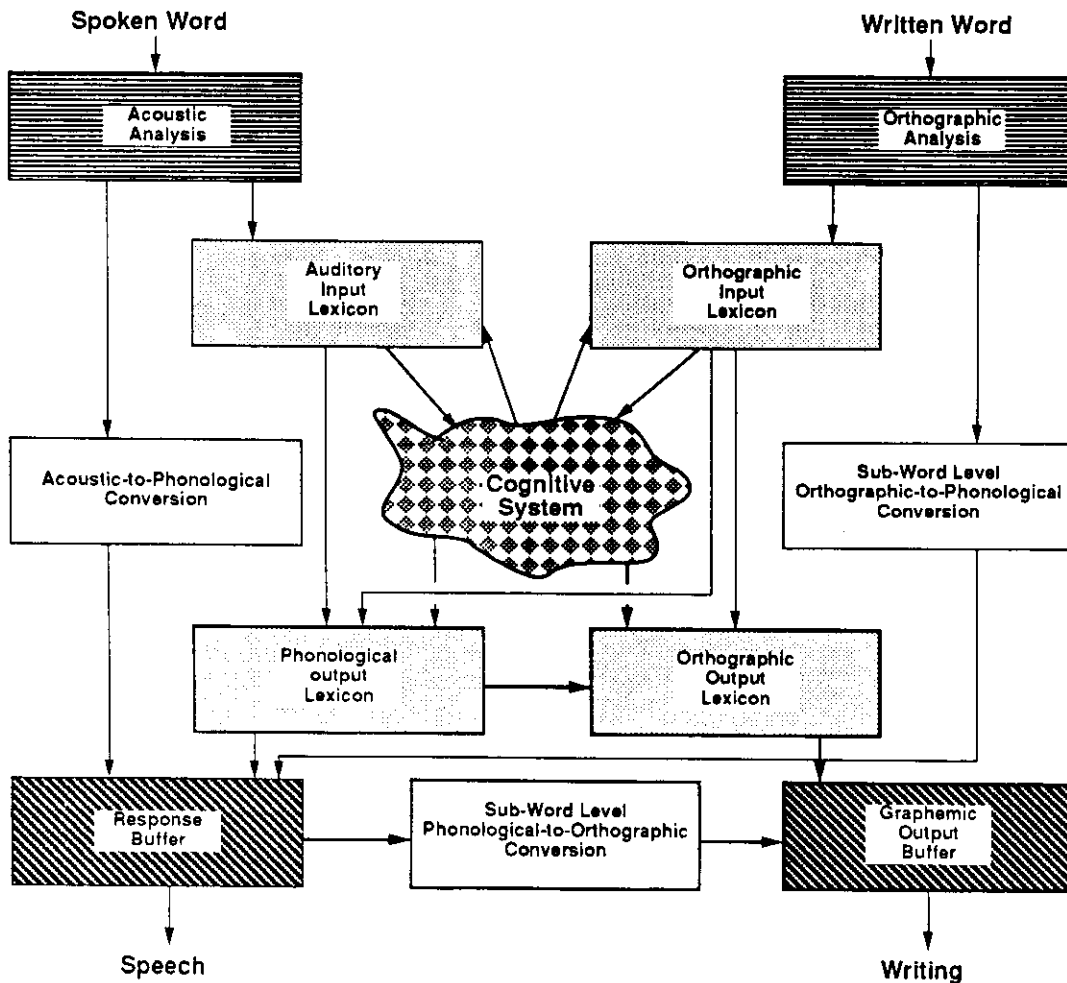 Spoken Word
Written Word
Acoustic
Analysis
Orthographic
Analysis
Auditory
Input
Lexicon
Orthographic
Input
Lexicon
Acoustic-to-Phonological
Conversion
Cognitive
System
Sub-Word Level
Orthographic-to-Phonological
Conversion
Phonological
output
Lexicon
Orthographic
Output
Lexicon
Response
Buffer
Sub-Word Level
Phonological-to-Orthographic
Conversion
Graphemic
Output
Buffer
Speech
Writing